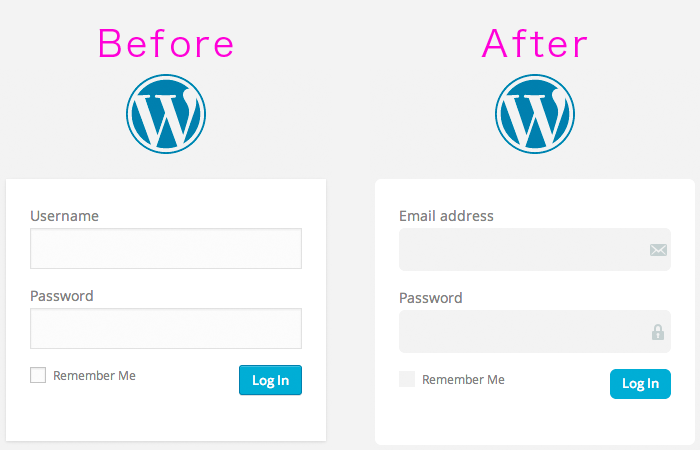 Before
Username
Password
Remember Me
Log In
After
Email address
Password
Remember Me
Log In